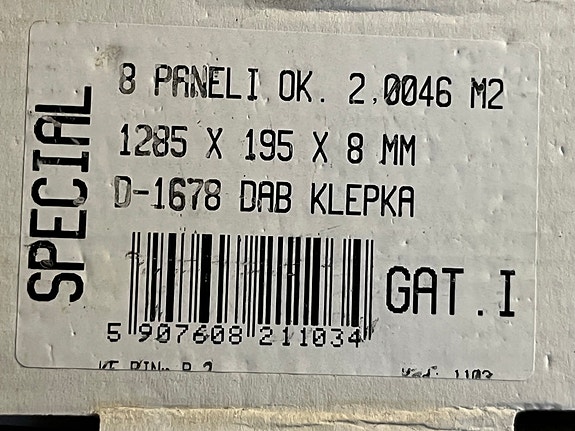 SPECIAL
8 PANELI OK. 2,0046 M2
1285 X 195 X 8 MM
D-1678 DAB KLEPKA
GAT.I
5 907608 211034